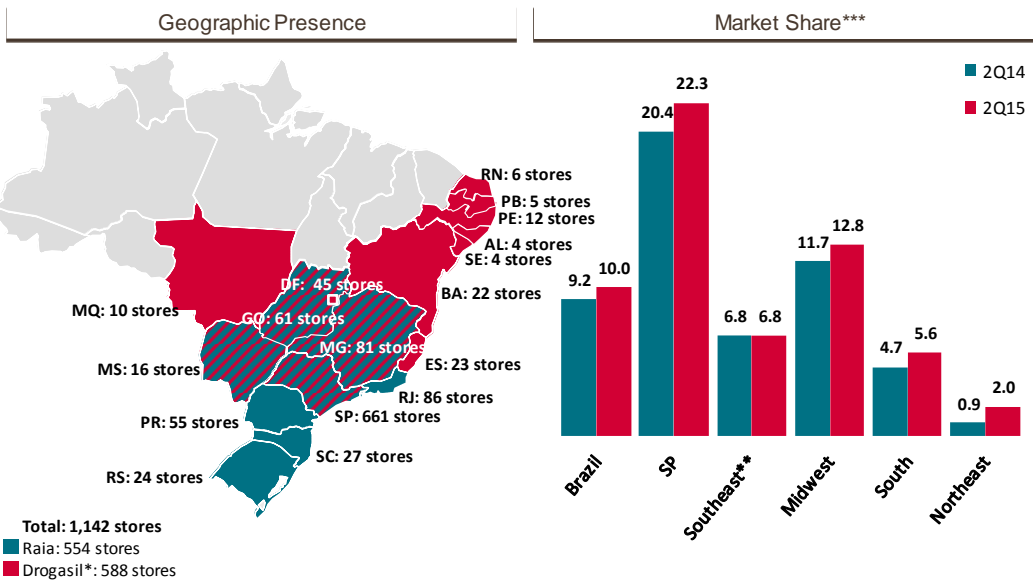 Geographic Presence
RN: 6 stores
PB: 5 stores
PE: 12 stores
AL: 4 stores
SE: 4 stores
DF: 45 stores
BA: 22 stores
MQ: 10 stores
GO: 61 stores
MG: 81 stores
ES: 23 stores
MS: 16 stores
RJ: 86 stores
SP: 661 stores
PR: 55 stores
SC: 27 stores
RS: 24 stores
Total: 1,142 stores
Raia: 554 stores
Drogasil*: 588 stores
Market Share***
2Q14
2Q15
9.2 10.0
20.4 22.3
6.8 6.8
11.7 12.8
4.7 5.6
0.9 2.0
Brazil
SP
Southeast**
Midwest
South
Northeast